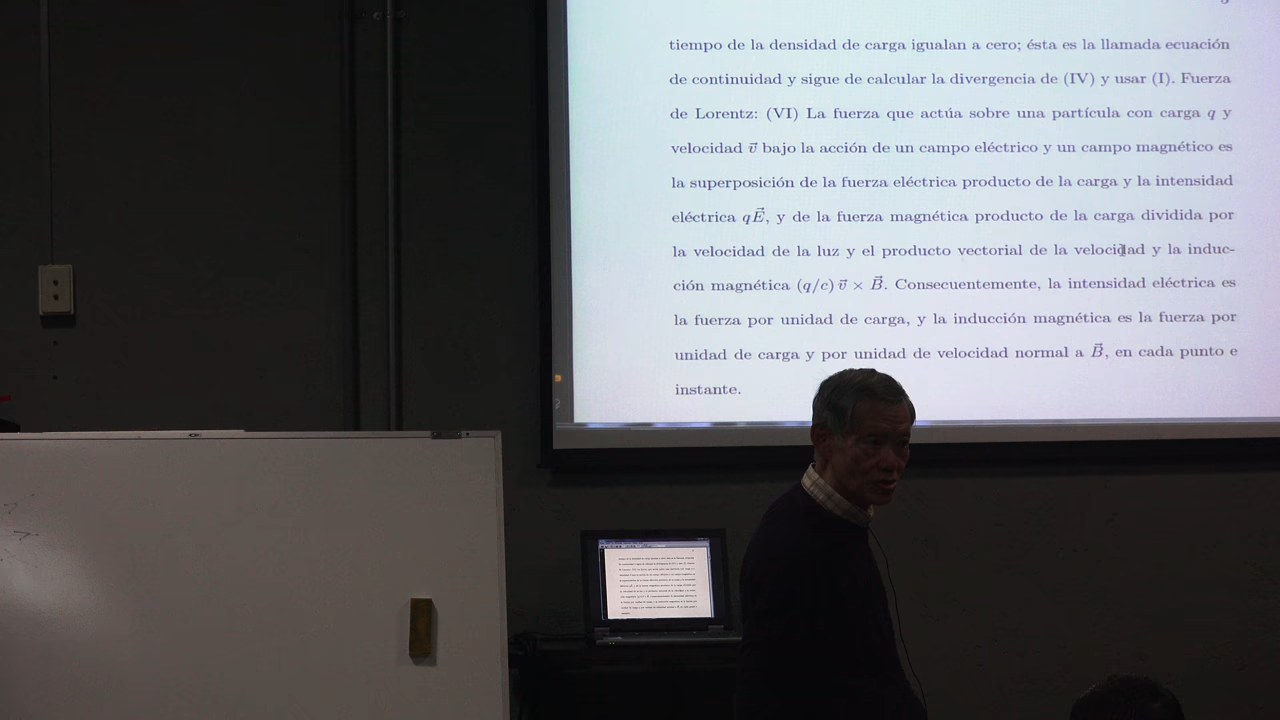 tiempo de la densidad de carga igualan a cero; ésta es la llamada ecuación
de continuidad y sigue de calcular la divergencia de (IV) y usar (I). Fuerza
de Lorentz: (VI) La fuerza que actúa sobre una partícula con carga q y
velocidad v⃗ bajo la acción de un campo eléctrico y un campo magnético es
la superposición de la fuerza eléctrica producto de la carga y la intensidad
eléctrica qE⃗, y de la fuerza magnética producto de la carga dividida por
la velocidad de la luz y el producto vectorial de la velocidad y la induc-
ción magnética (q/c) v⃗ × B⃗. Consecuentemente, la intensidad eléctrica es
la fuerza por unidad de carga, y la inducción magnética es la fuerza por
unidad de carga y por unidad de velocidad normal a B⃗, en cada punto e
instante.